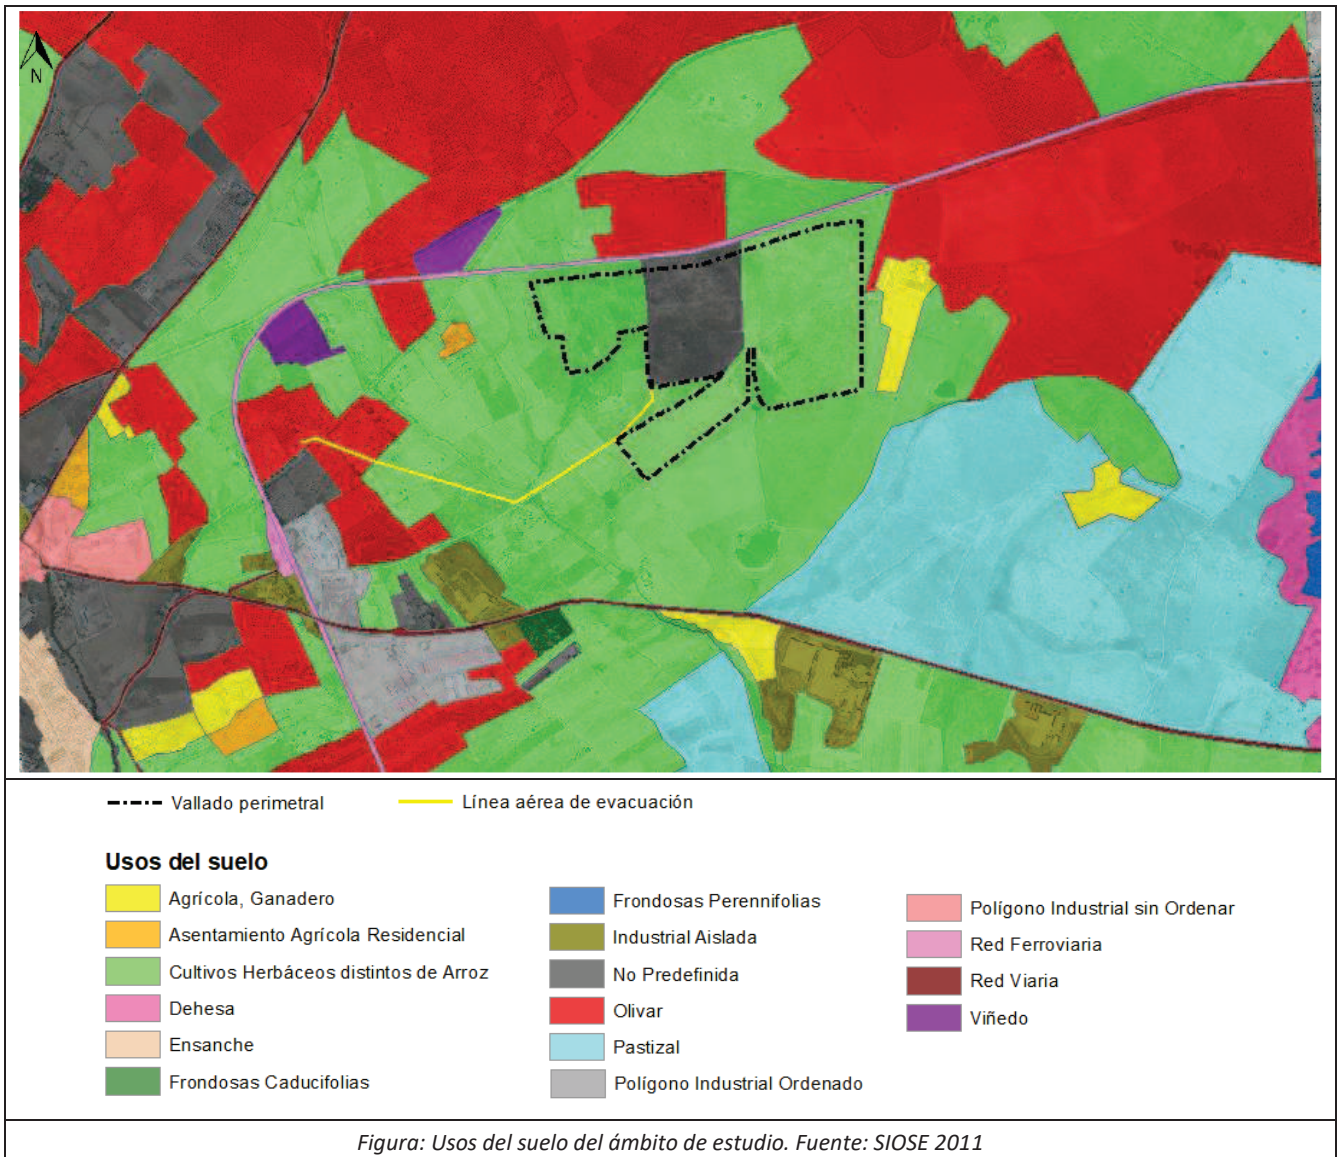 N
Vallado perimetral
Línea aérea de evacuación
Usos del suelo
Agrícola, Ganadero
Asentamiento Agrícola Residencial
Cultivos Herbáceos distintos de Arroz
Dehesa
Ensanche
Frondosas Caducifolias
Frondosas Perennifolias
Industrial Aislada
No Predefinida
Olivar
Pastizal
Polígono Industrial Ordenado
Polígono Industrial sin Ordenar
Red Ferroviaria
Red Viaria
Viñedo
Figura: Usos del suelo del ámbito de estudio. Fuente: SIOSE 2011